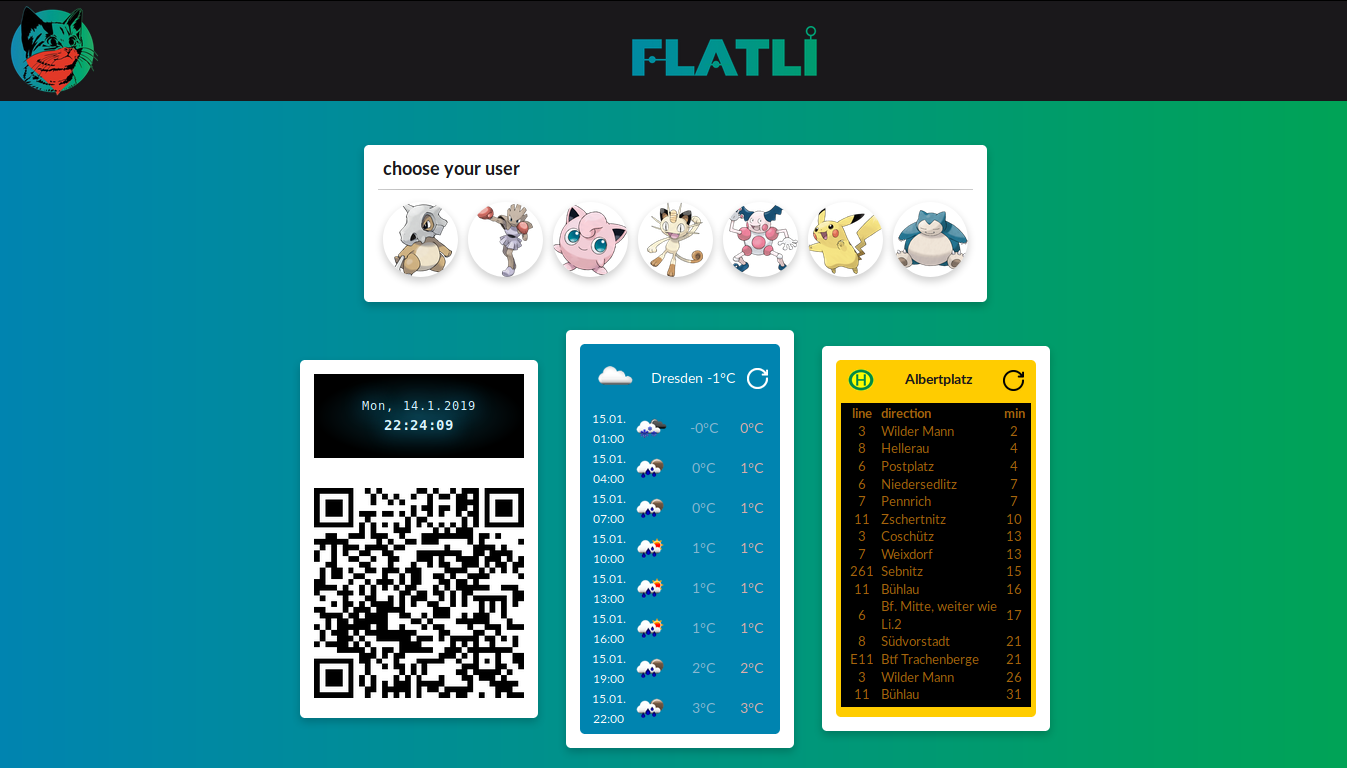 FLATLI
choose your user
Mon, 14.1.2019
22:24:09
Dresden -1°C
15.01. 01:00 -0°C 0°C
15.01. 04:00 0°C 1°C
15.01. 07:00 0°C 1°C
15.01. 10:00 1°C 1°C
15.01. 13:00 1°C 1°C
15.01. 16:00 1°C 1°C
15.01. 19:00 2°C 2°C
15.01. 22:00 3°C 3°C
H Albertplatz
line direction min
3 Wilder Mann 2
8 Hellerau 4
6 Postplatz 4
6 Niedersedlitz 7
7 Pennrich 7
11 Zschertnitz 10
3 Coschütz 13
7 Weixdorf 13
261 Sebnitz 15
11 Bühlau 16
6 Bf. Mitte, weiter wie Li.2 17
8 Südvorstadt 21
E11 Btf Trachenberge 21
3 Wilder Mann 26
11 Bühlau 31